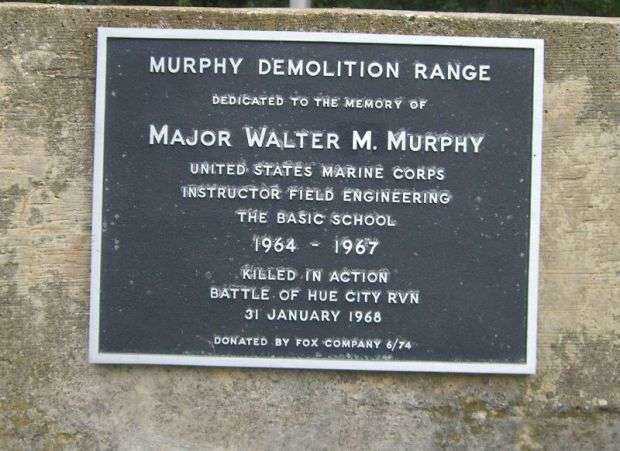 MURPHY DEMOLITION RANGE
DEDICATED TO THE MEMORY OF
MAJOR WALTER M. MURPHY
UNITED STATES MARINE CORPS
INSTRUCTOR FIELD ENGINEERING
THE BASIC SCHOOL
1964 - 1967
KILLED IN ACTION
BATTLE OF HUE CITY RVN
31 JANUARY 1968
DONATED BY FOX COMPANY 6/74